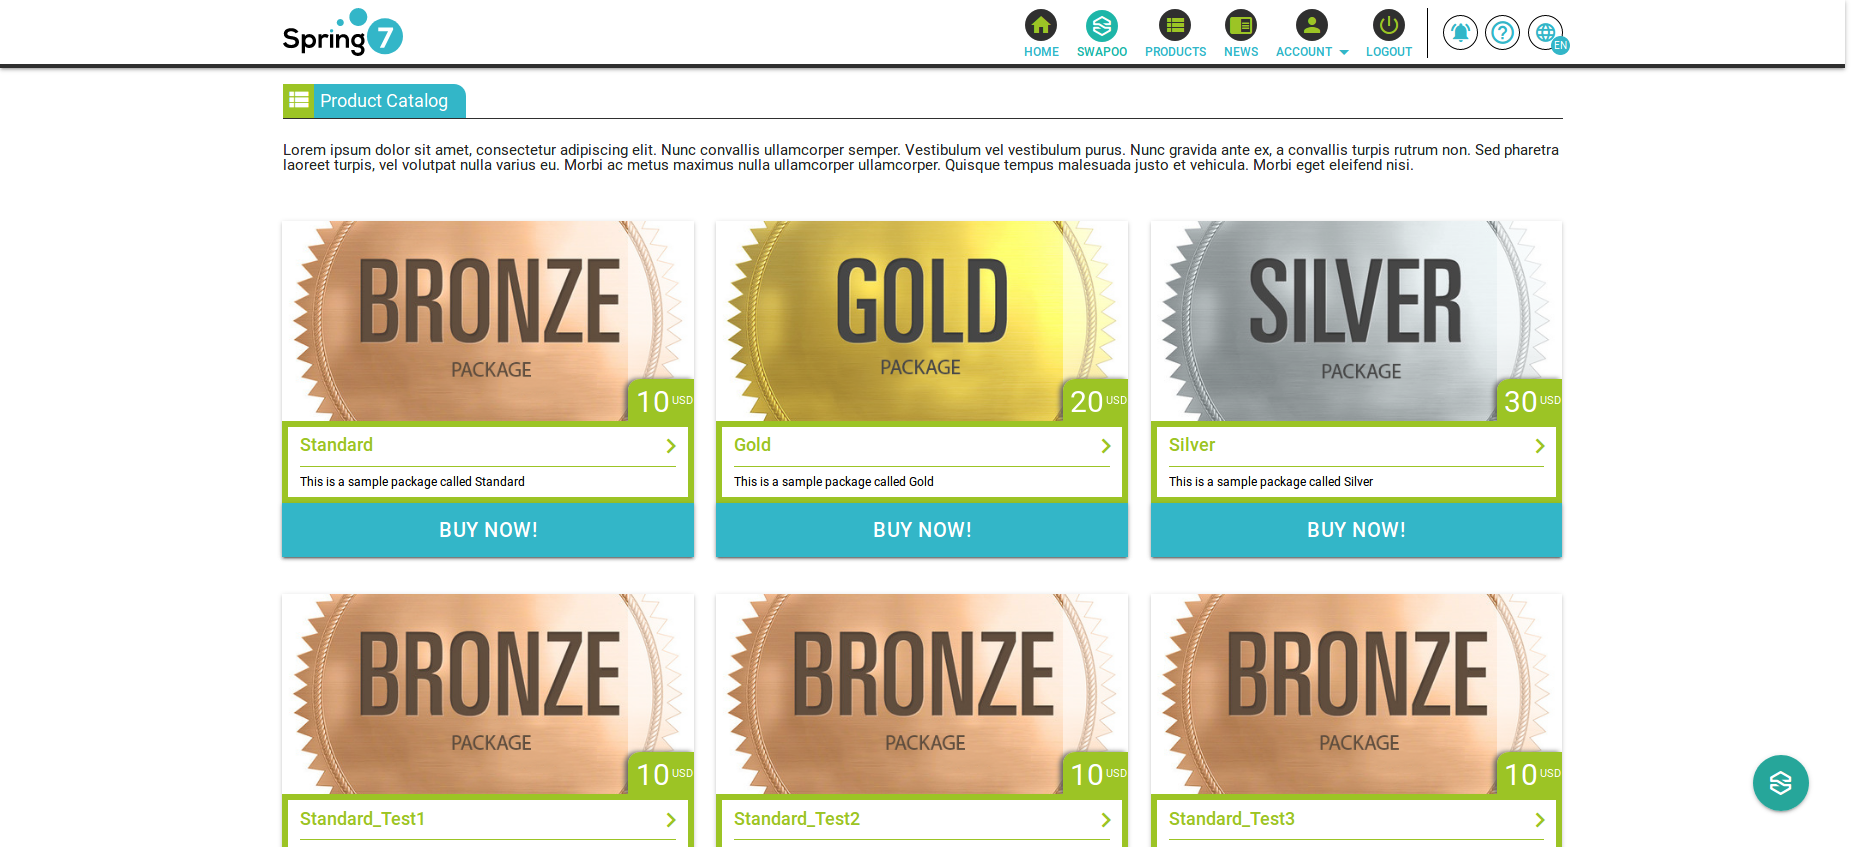 Spring 7
HOME
SWAPOO
PRODUCTS
NEWS
ACCOUNT
LOGOUT
EN
Product Catalog
Lorem ipsum dolor sit amet, consectetur adipiscing elit. Nunc convallis ullamcorper semper. Vestibulum vel vestibulum purus. Nunc gravida ante ex, a convallis turpis rutrum non. Sed pharetra
laoreet turpis, vel volutpat nulla varius eu. Morbi ac metus maximus nulla ullamcorper ullamcorper. Quisque tempus malesuada justo et vehicula. Morbi eget eleifend nisi.
BRONZE
PACKAGE
10 USD
Standard
This is a sample package called Standard
BUY NOW!
GOLD
PACKAGE
20 USD
Gold
This is a sample package called Gold
BUY NOW!
SILVER
PACKAGE
30 USD
Silver
This is a sample package called Silver
BUY NOW!
BRONZE
PACKAGE
10 USD
Standard_Test1
BRONZE
PACKAGE
10 USD
Standard_Test2
BRONZE
PACKAGE
10 USD
Standard_Test3